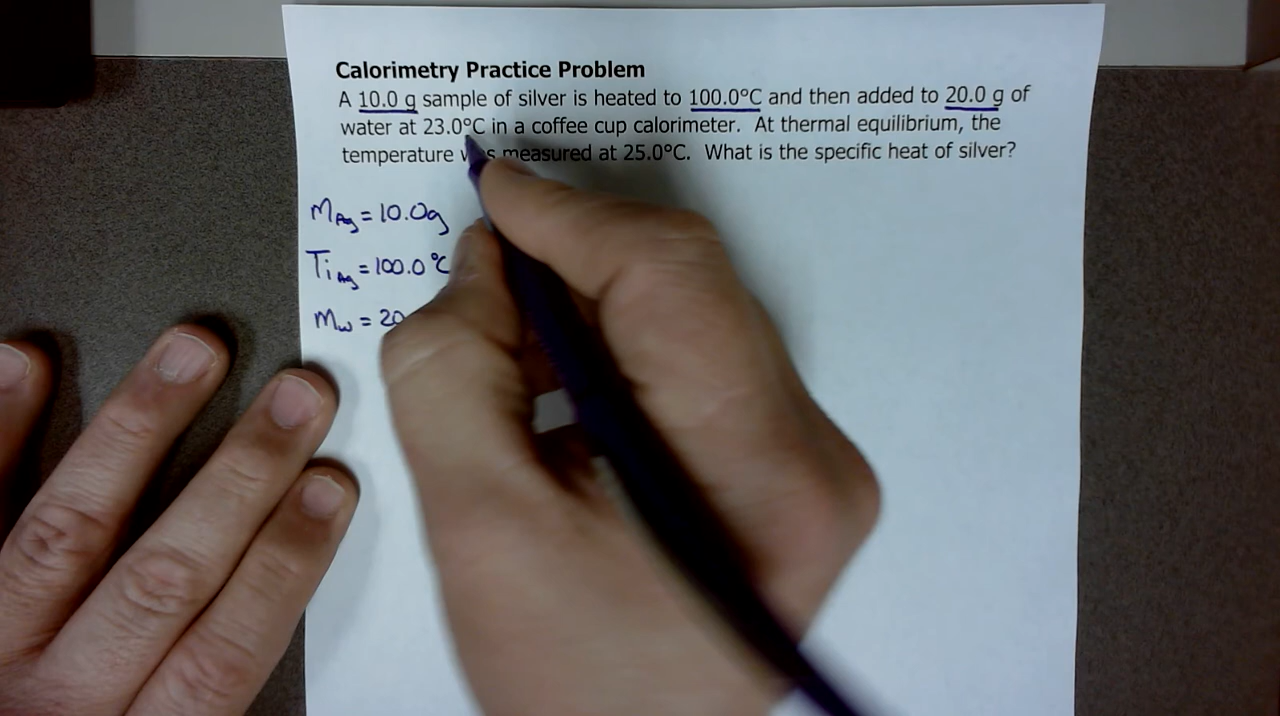 Calorimetry Practice Problem
A 10.0 g sample of silver is heated to 100.0°C and then added to 20.0 g of
water at 23.0°C in a coffee cup calorimeter. At thermal equilibrium, the
temperature measured at 25.0°C. What is the specific heat of silver?
mAg = 10.0g
TiAg = 100.0°C
mw = 20